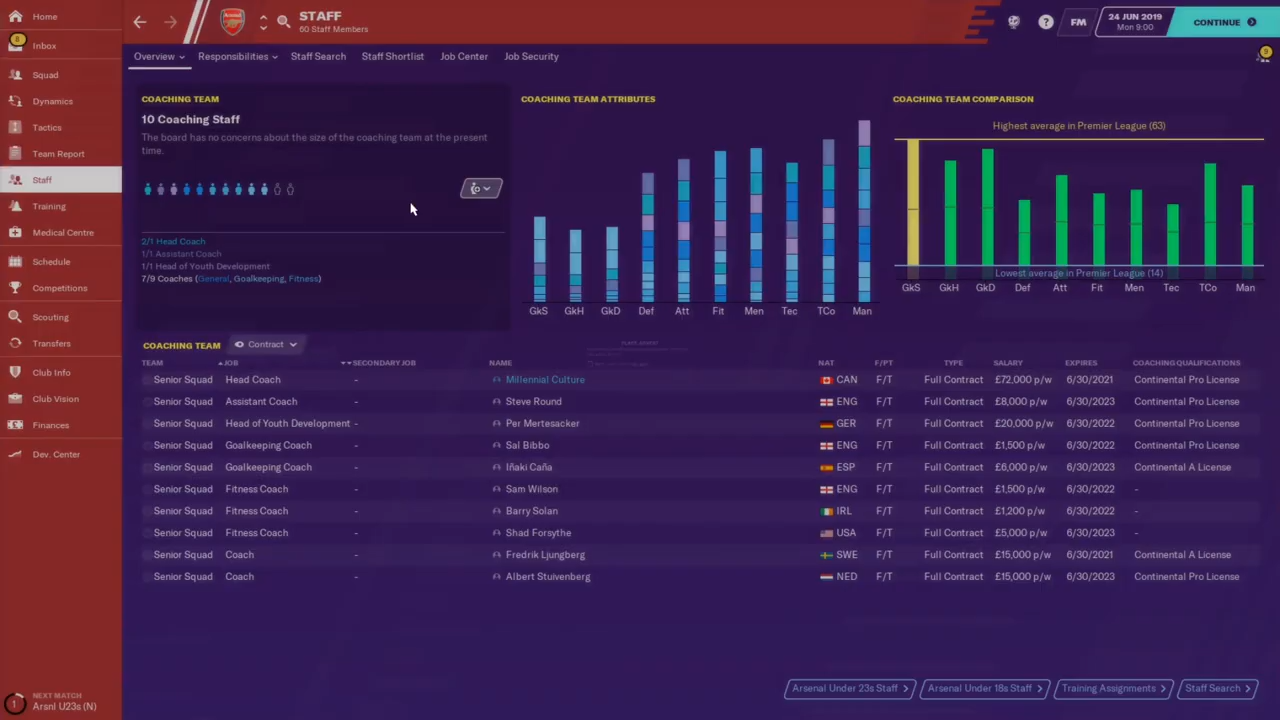 Home
STAFF
60 Staff Members
FM
24 JUN 2019
Mon 9:00
CONTINUE
8
Inbox
Squad
Dynamics
Tactics
Team Report
Staff
Training
Medical Centre
Schedule
Competitions
Scouting
Transfers
Club Info
Club Vision
Finances
Dev. Center
1
NEXT MATCH
Arsnl U23s (N)
Overview
Responsibilities
Staff Search
Staff Shortlist
Job Center
Job Security
9
COACHING TEAM
10 Coaching Staff
The board has no concerns about the size of the coaching team at the present
time.
2/1 Head Coach
1/1 Assistant Coach
1/1 Head of Youth Development
7/9 Coaches (General, Goalkeeping, Fitness)
COACHING TEAM ATTRIBUTES
GkS GkH GkD Def Att Fit Men Tec TCo Man
COACHING TEAM COMPARISON
Highest average in Premier League (63)
Lowest average in Premier League (14)
GkS GkH GkD Def Att Fit Men Tec TCo Man
COACHING TEAM Contract
TEAM JOB SECONDARY JOB NAME NAT F/PT TYPE SALARY EXPIRES COACHING QUALIFICATIONS
Senior Squad Head Coach - Millennial Culture CAN F/T Full Contract £72,000 p/w 6/30/2021 Continental Pro License
Senior Squad Assistant Coach - Steve Round ENG F/T Full Contract £8,000 p/w 6/30/2023 Continental Pro License
Senior Squad Head of Youth Development - Per Mertesacker GER F/T Full Contract £20,000 p/w 6/30/2022 Continental Pro License
Senior Squad Goalkeeping Coach - Sal Bibbo ENG F/T Full Contract £1,500 p/w 6/30/2022 Continental Pro License
Senior Squad Goalkeeping Coach - Iñaki Caña ESP F/T Full Contract £6,000 p/w 6/30/2023 Continental A License
Senior Squad Fitness Coach - Sam Wilson ENG F/T Full Contract £1,500 p/w 6/30/2022 -
Senior Squad Fitness Coach - Barry Solan IRL F/T Full Contract £1,200 p/w 6/30/2022 -
Senior Squad Fitness Coach - Shad Forsythe USA F/T Full Contract £5,000 p/w 6/30/2023 -
Senior Squad Coach - Fredrik Ljungberg SWE F/T Full Contract £15,000 p/w 6/30/2021 Continental A License
Senior Squad Coach - Albert Stuivenberg NED F/T Full Contract £15,000 p/w 6/30/2023 Continental Pro License
Arsenal Under 23s Staff
Arsenal Under 18s Staff
Training Assignments
Staff Search